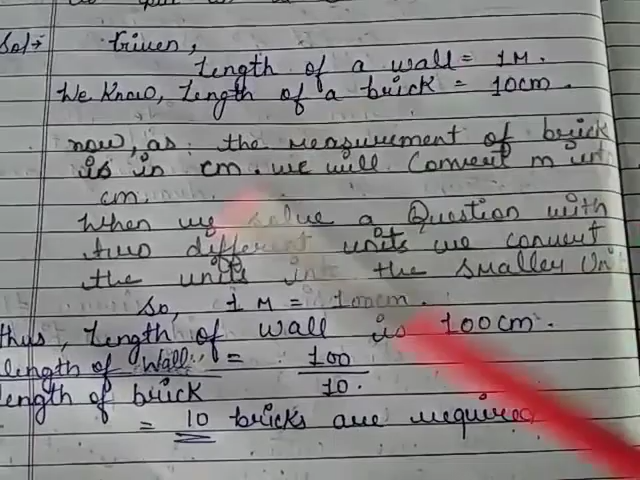 Sol→ Given,
Length of a wall = 1M.
We Know, Length of a brick = 10cm.
now, as. the measurement of brick
is in cm. we will Convert m int
cm.
When we solve a Question with
two different units we convert
the units into the smaller Un
So, 1 M = 100cm.
thus, Length of wall is 100cm.
length of wall = 100
length of brick 10.
= 10 bricks are required